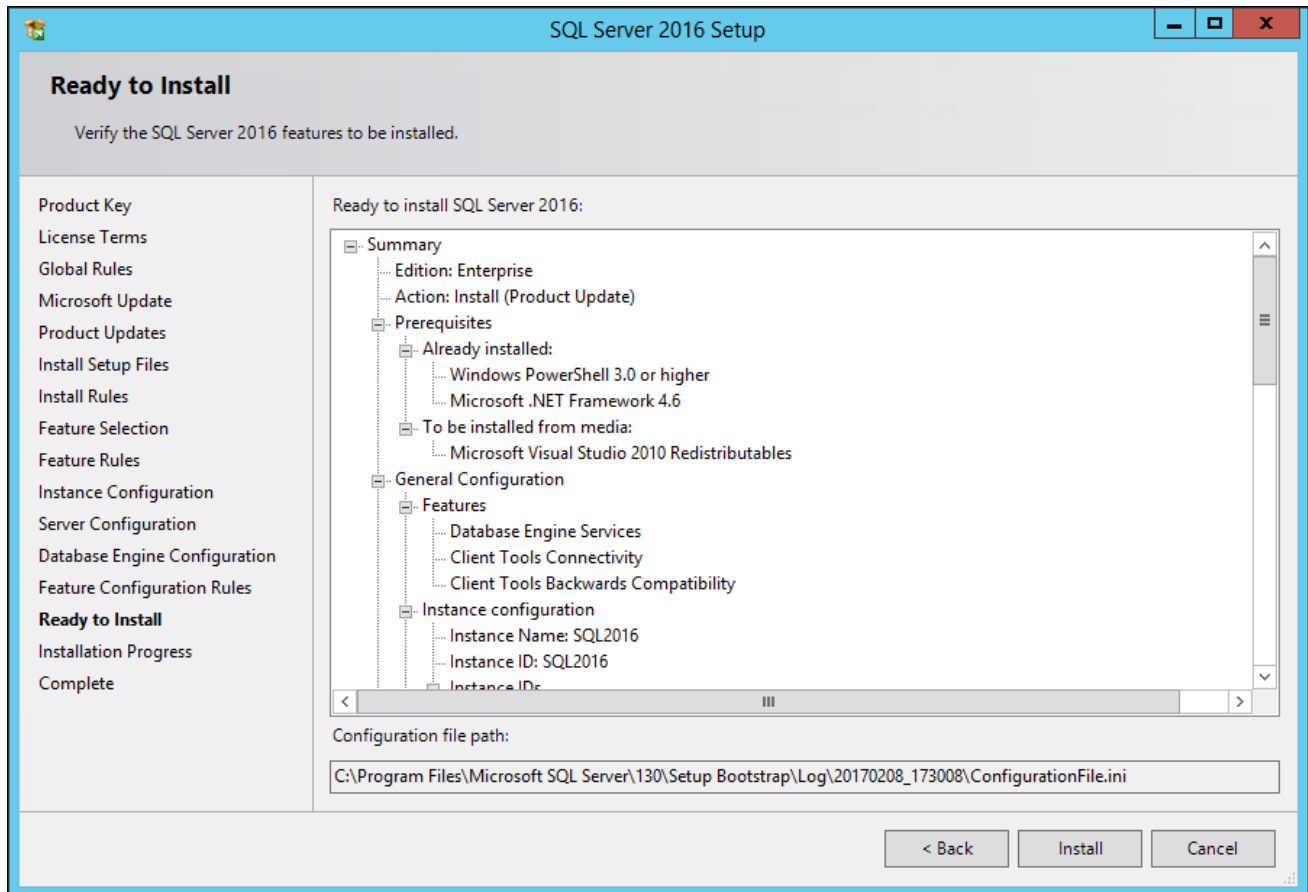 SQL Server 2016 Setup
Ready to Install
Verify the SQL Server 2016 features to be installed.
Product Key
License Terms
Global Rules
Microsoft Update
Product Updates
Install Setup Files
Install Rules
Feature Selection
Feature Rules
Instance Configuration
Server Configuration
Database Engine Configuration
Feature Configuration Rules
Ready to Install
Installation Progress
Complete
Ready to install SQL Server 2016:
Summary
Edition: Enterprise
Action: Install (Product Update)
Prerequisites
Already installed:
Windows PowerShell 3.0 or higher
Microsoft .NET Framework 4.6
To be installed from media:
Microsoft Visual Studio 2010 Redistributables
General Configuration
Features
Database Engine Services
Client Tools Connectivity
Client Tools Backwards Compatibility
Instance configuration
Instance Name: SQL2016
Instance ID: SQL2016
Instance IDs
Configuration file path:
C:\Program Files\Microsoft SQL Server\130\Setup Bootstrap\Log\20170208_173008\ConfigurationFile.ini
< Back
Install
Cancel